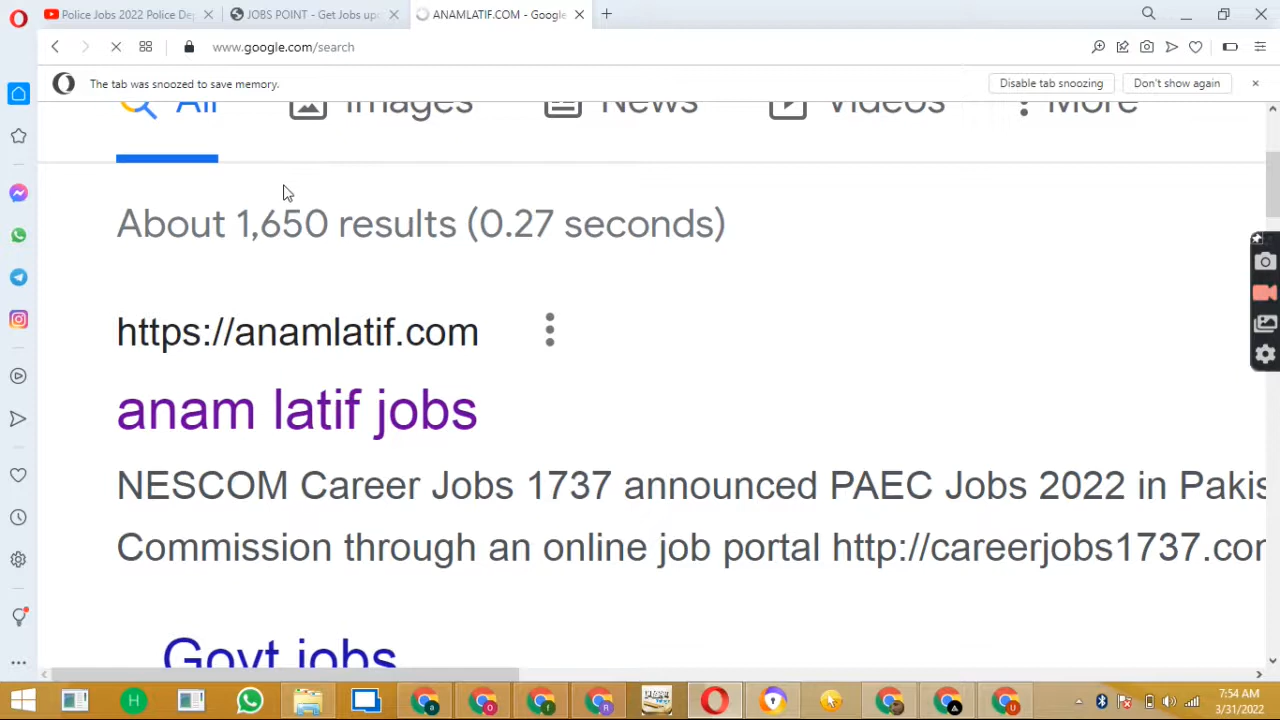 Police Jobs 2022 Police De
JOBS POINT - Get Jobs up
ANAMLATIF.COM - Google
www.google.com/search
The tab was snoozed to save memory.
Disable tab snoozing
Don't show again
All
Images
News
Videos
More
About 1,650 results (0.27 seconds)
https://anamlatif.com
anam latif jobs
NESCOM Career Jobs 1737 announced PAEC Jobs 2022 in Pakis
Commission through an online job portal http://careerjobs1737.cor
Govt jobs
7:54 AM
3/31/2022